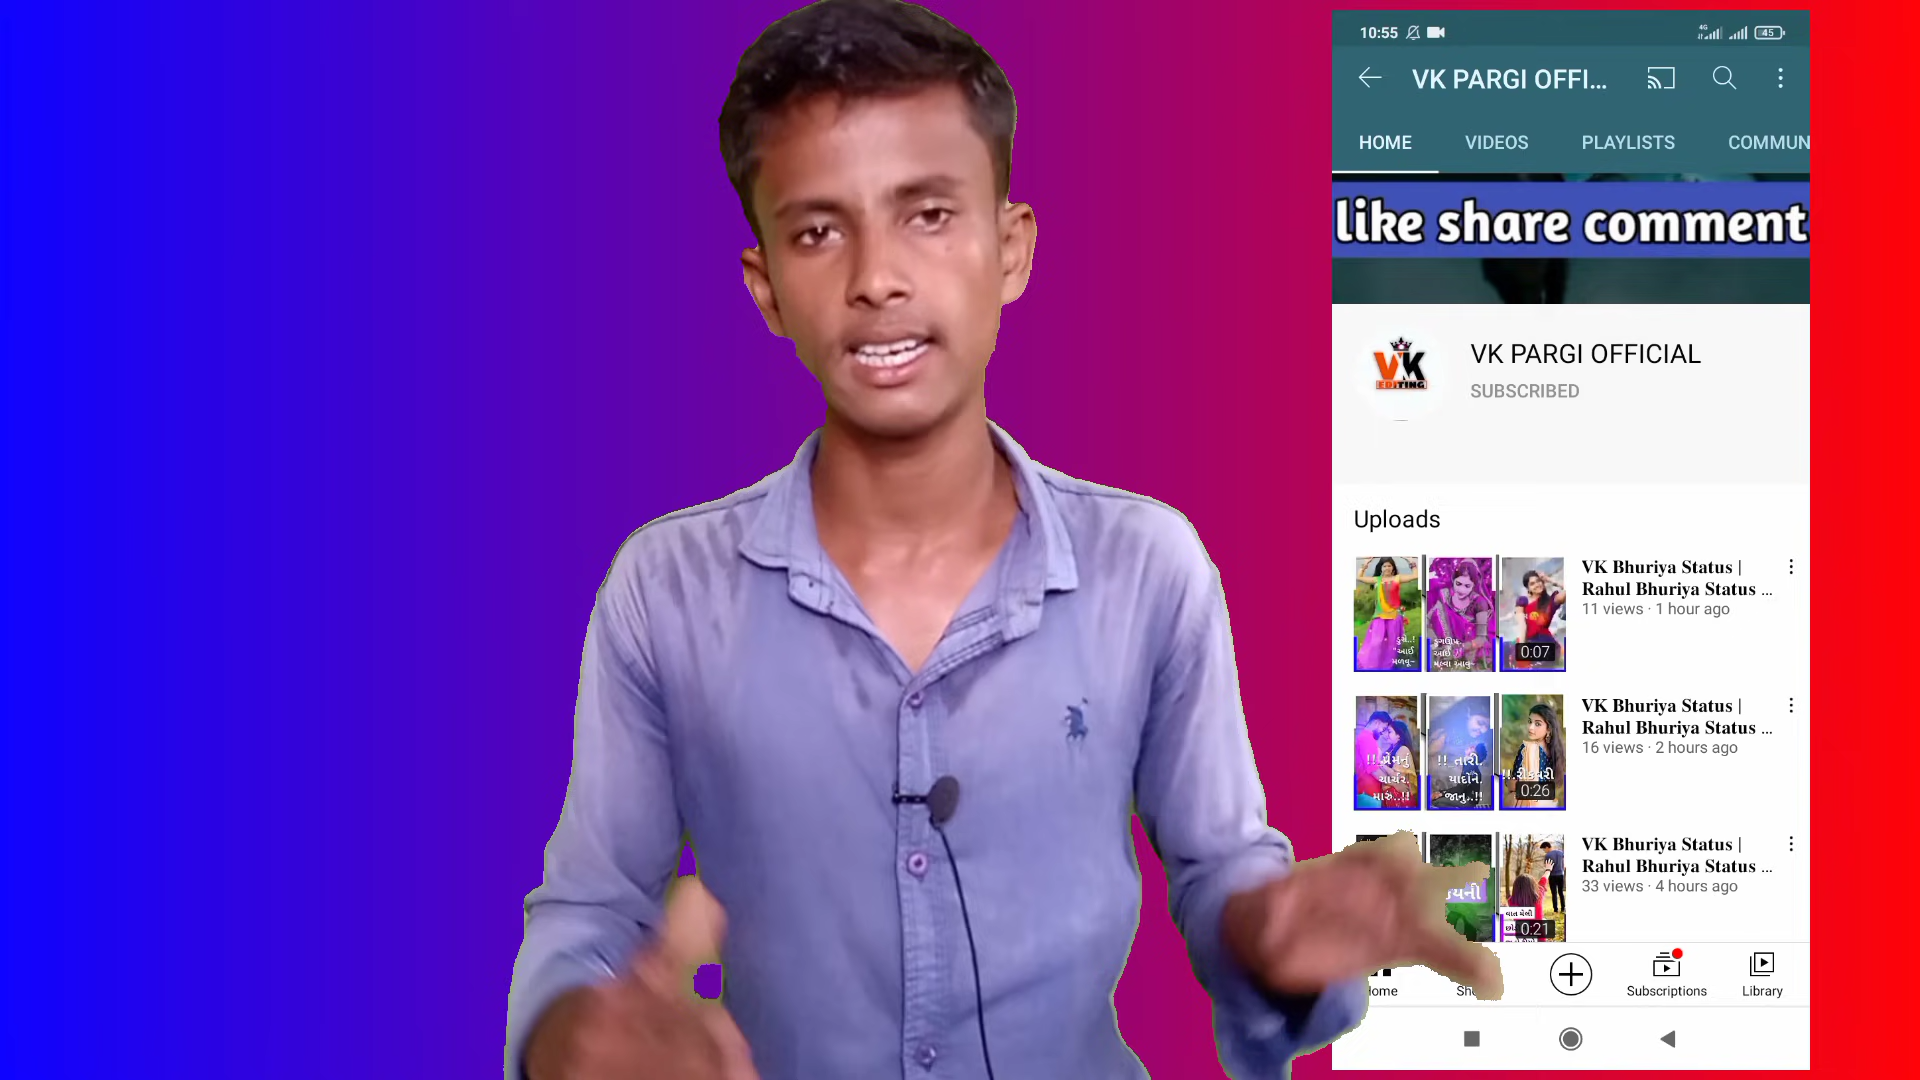 10:55
4G
45
VK PARGI OFFI...
HOME VIDEOS PLAYLISTS COMMUN
like share comment
VK
EDITING
VK PARGI OFFICIAL
SUBSCRIBED
Uploads
VK Bhuriya Status |
Rahul Bhuriya Status ...
11 views · 1 hour ago
0:07
VK Bhuriya Status |
Rahul Bhuriya Status ...
16 views · 2 hours ago
!! પ્રેમનું
!! તારી.
યાદોને.
જાનુ..!!
0:26
VK Bhuriya Status |
Rahul Bhuriya Status ...
33 views · 4 hours ago
0:21
Subscriptions
Library